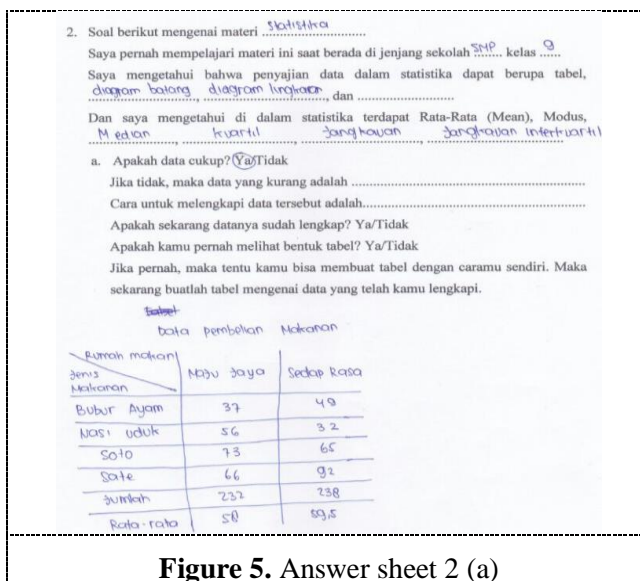 2. Soal berikut mengenai materi Statistika
Saya pernah mempelajari materi ini saat berada di jenjang sekolah SMP kelas 9
Saya mengetahui bahwa penyajian data dalam statistika dapat berupa tabel,
diagram batang, diagram lingkaran, dan ..............................
Dan saya mengetahui di dalam statistika terdapat Rata-Rata (Mean), Modus,
Median, kuartil, Jangkauan, Jangkauan interkuartil
a. Apakah data cukup? Ya/Tidak
Jika tidak, maka data yang kurang adalah ..............................
Cara untuk melengkapi data tersebut adalah..............................
Apakah sekarang datanya sudah lengkap? Ya/Tidak
Apakah kamu pernah melihat bentuk tabel? Ya/Tidak
Jika pernah, maka tentu kamu bisa membuat tabel dengan caramu sendiri. Maka
sekarang buatlah tabel mengenai data yang telah kamu lengkapi.
Data pembelian Makanan
Rumah makan
Jenis Makanan Maju Jaya Sedap Rasa
Bubur Ayam 37 49
Nasi uduk 56 32
Soto 73 65
Sate 66 92
Jumlah 232 238
Rata-rata 58 59,5
Figure 5. Answer sheet 2 (a)